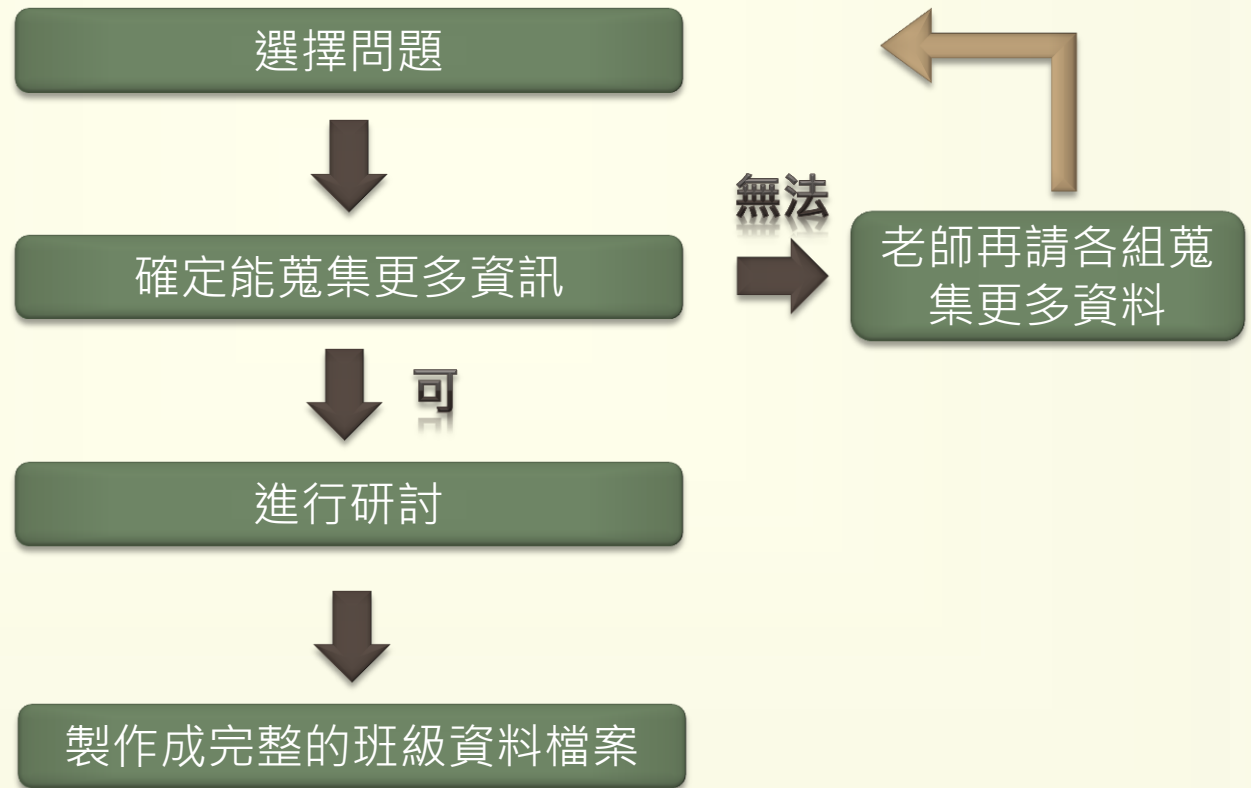 選擇問題
確定能蒐集更多資訊
無法
老師再請各組蒐
集更多資料
可
進行研討
製作成完整的班級資料檔案